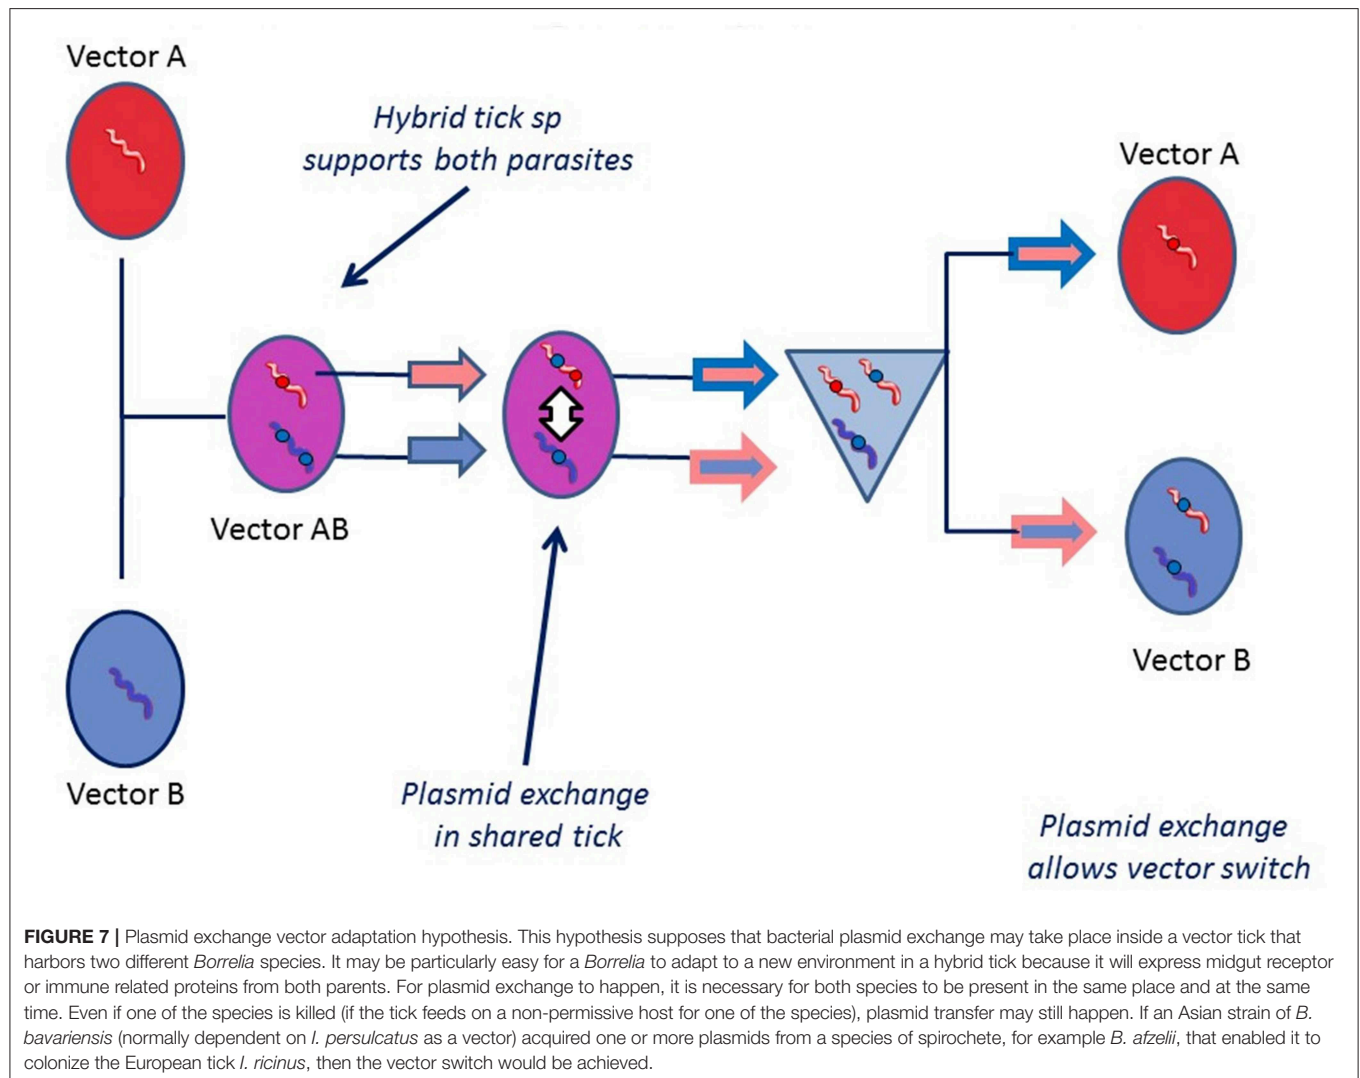 Vector A
Hybrid tick sp
supports both parasites
Vector A
Vector AB
Vector B
Vector B
Plasmid exchange
in shared tick
Plasmid exchange
allows vector switch
FIGURE 7 | Plasmid exchange vector adaptation hypothesis. This hypothesis supposes that bacterial plasmid exchange may take place inside a vector tick that
harbors two different Borrelia species. It may be particularly easy for a Borrelia to adapt to a new environment in a hybrid tick because it will express midgut receptor
or immune related proteins from both parents. For plasmid exchange to happen, it is necessary for both species to be present in the same place and at the same
time. Even if one of the species is killed (if the tick feeds on a non-permissive host for one of the species), plasmid transfer may still happen. If an Asian strain of B.
bavariensis (normally dependent on I. persulcatus as a vector) acquired one or more plasmids from a species of spirochete, for example B. afzelii, that enabled it to
colonize the European tick I. ricinus, then the vector switch would be achieved.